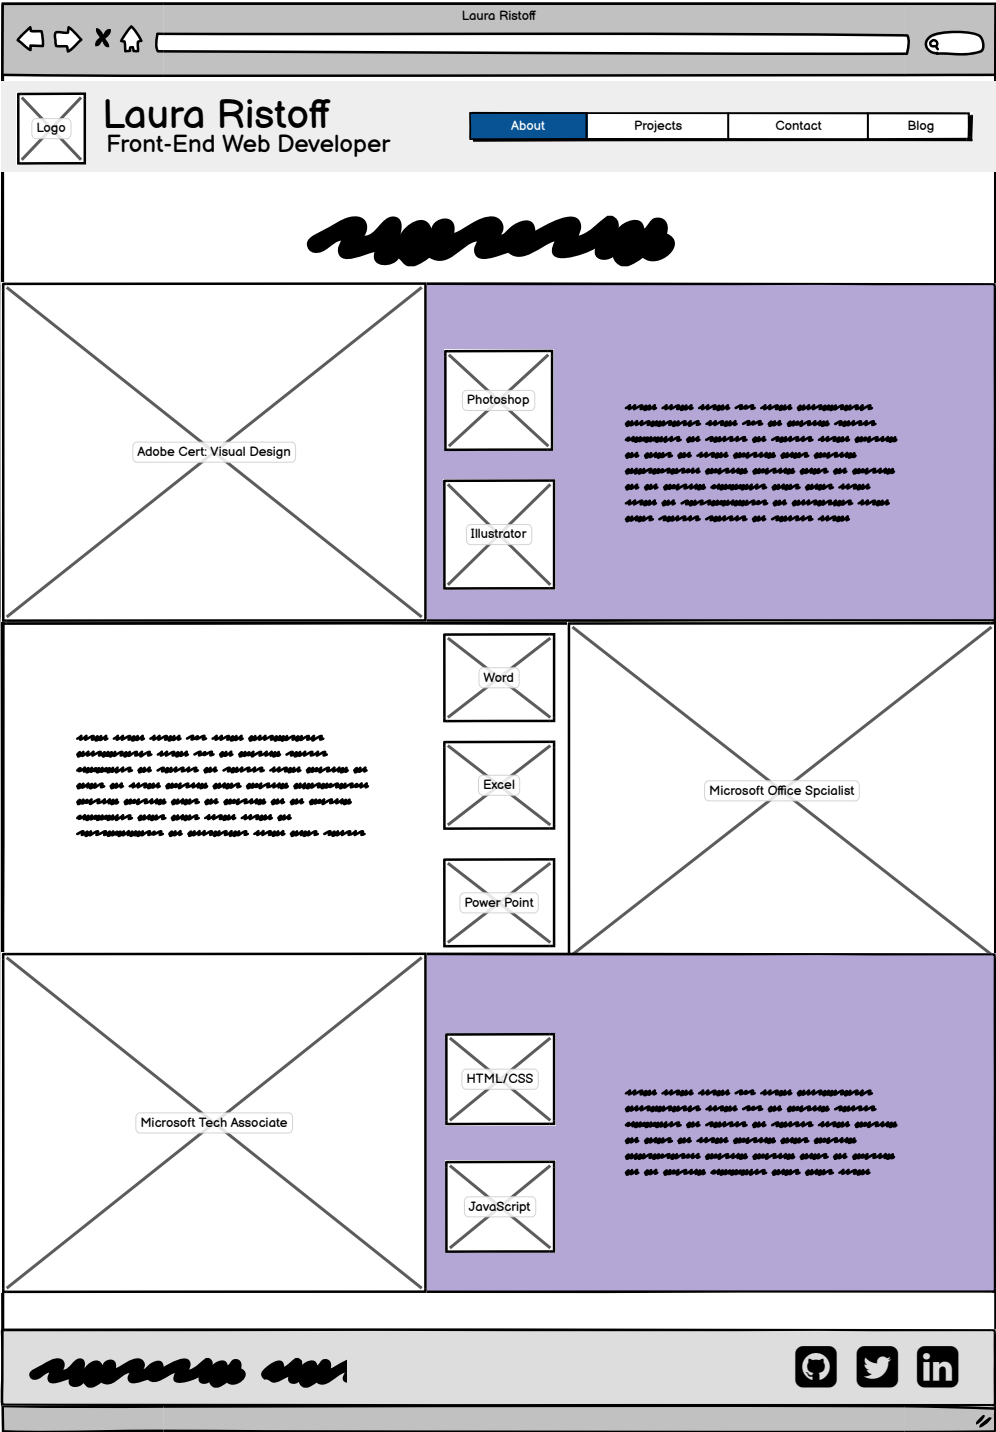 Laura Ristoff
Logo
Laura Ristoff
Front-End Web Developer
About
Projects
Contact
Blog
Adobe Cert: Visual Design
Photoshop
Illustrator
Word
Excel
Power Point
Microsoft Office Spcialist
Microsoft Tech Associate
HTML/CSS
JavaScript
in